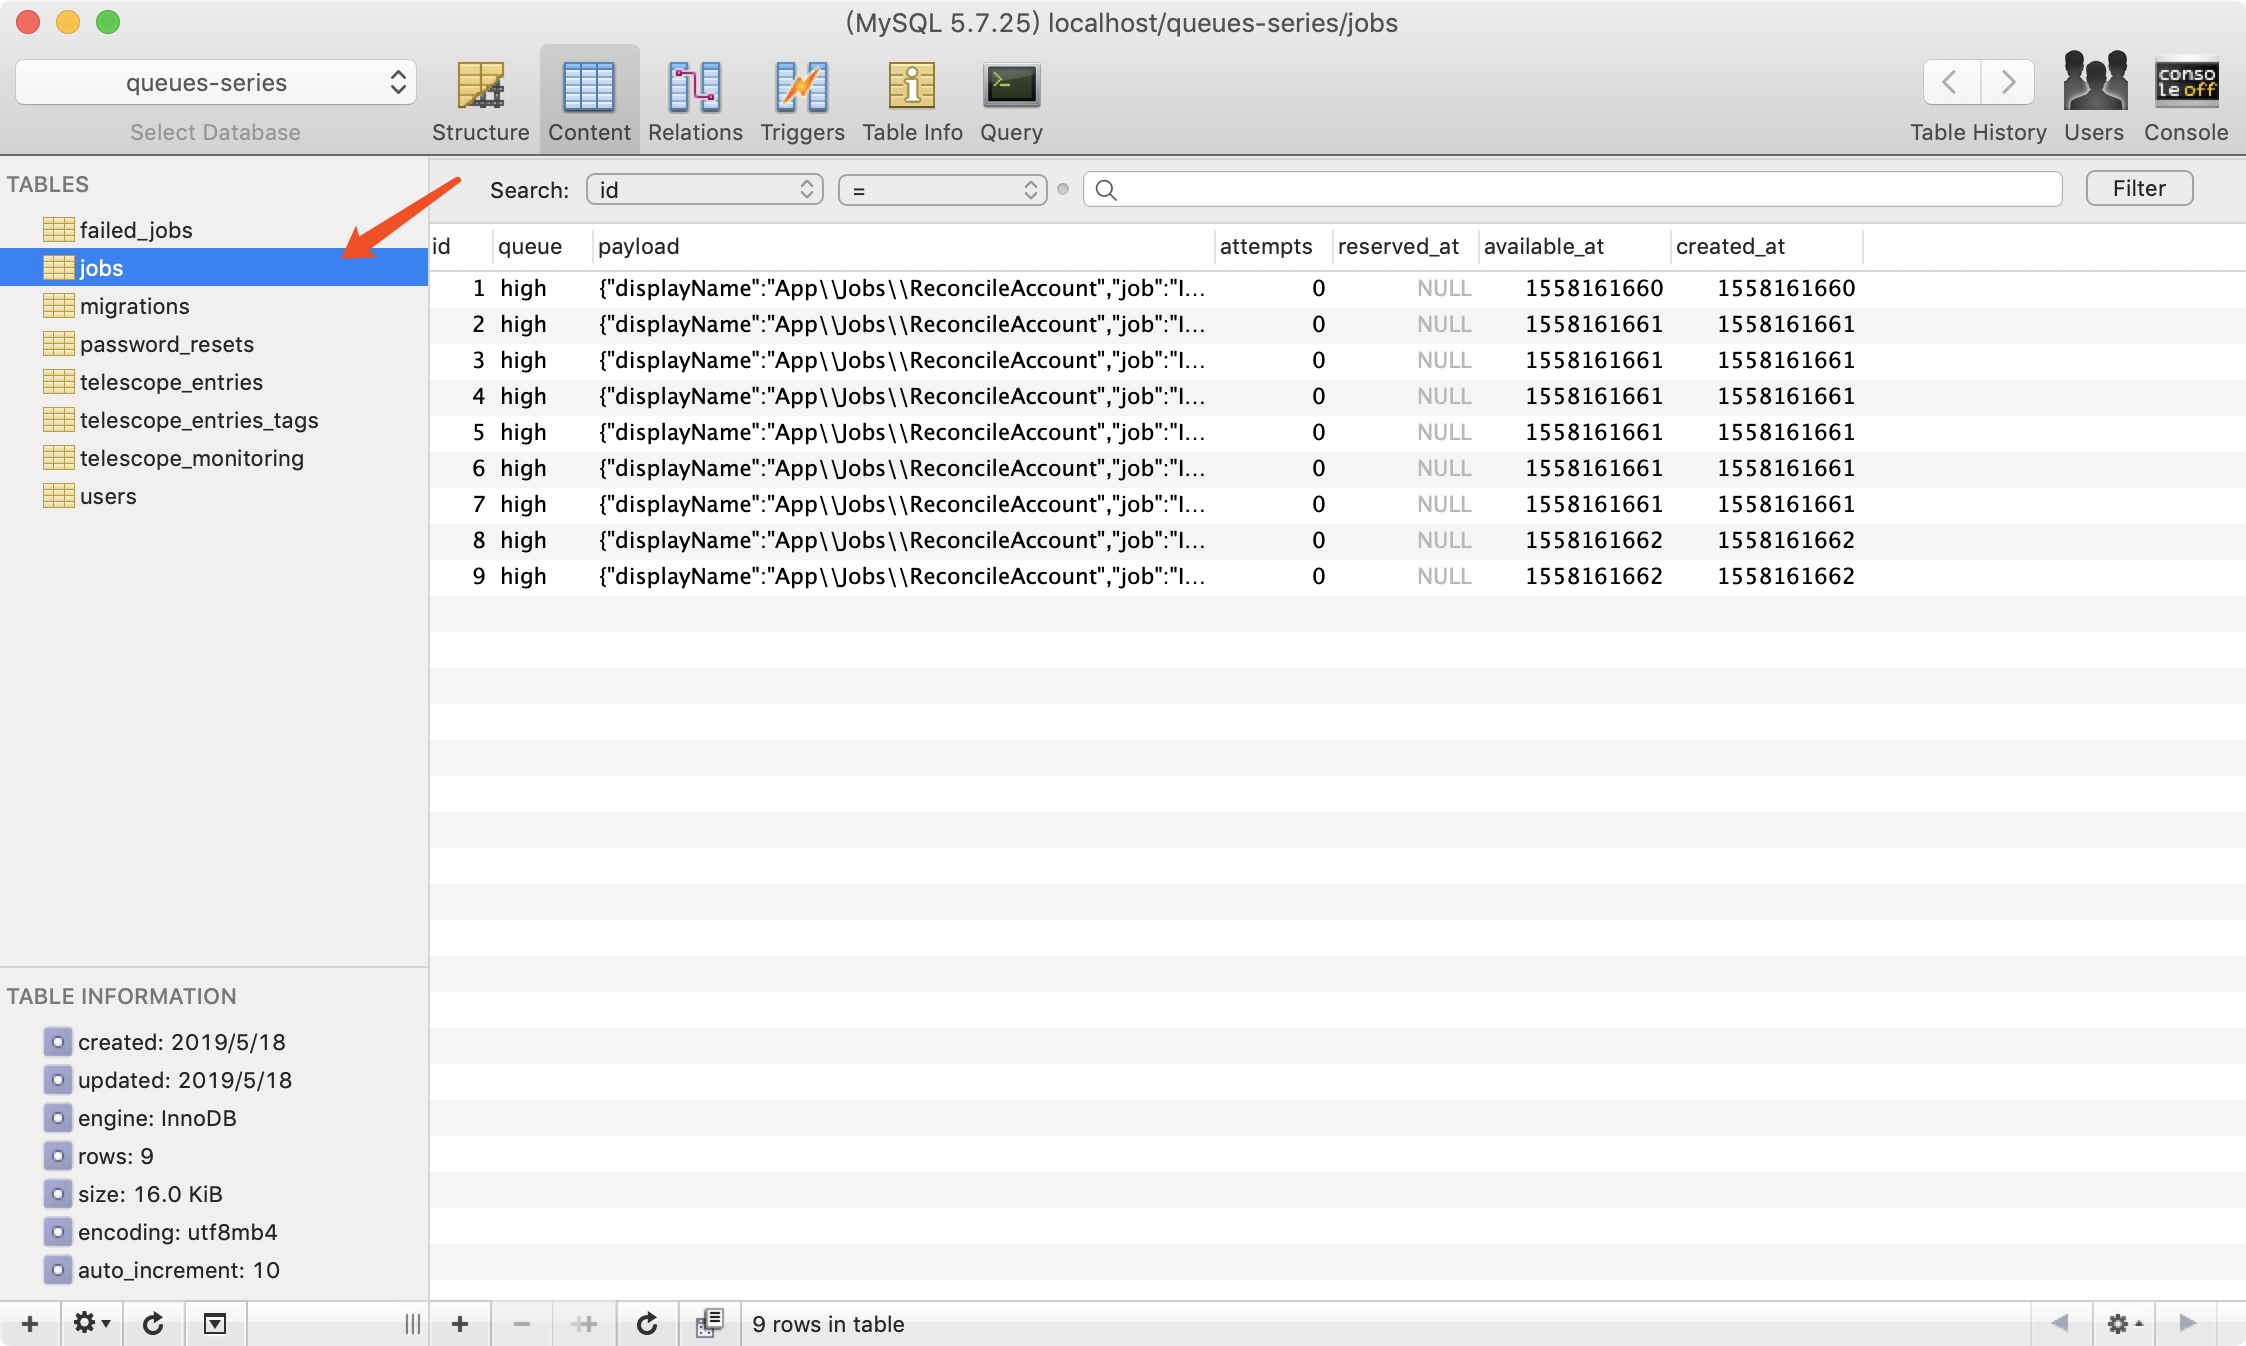 (MySQL 5.7.25) localhost/queues-series/jobs
queues-series
Select Database
Structure Content Relations Triggers Table Info Query
Table History Users Console
conso
le off
TABLES
failed_jobs
jobs
migrations
password_resets
telescope_entries
telescope_entries_tags
telescope_monitoring
users
Search: id = Filter
id queue payload attempts reserved_at available_at created_at
1 high {"displayName":"App\\Jobs\\ReconcileAccount","job":"I... 0 NULL 1558161660 1558161660
2 high {"displayName":"App\\Jobs\\ReconcileAccount","job":"I... 0 NULL 1558161661 1558161661
3 high {"displayName":"App\\Jobs\\ReconcileAccount","job":"I... 0 NULL 1558161661 1558161661
4 high {"displayName":"App\\Jobs\\ReconcileAccount","job":"I... 0 NULL 1558161661 1558161661
5 high {"displayName":"App\\Jobs\\ReconcileAccount","job":"I... 0 NULL 1558161661 1558161661
6 high {"displayName":"App\\Jobs\\ReconcileAccount","job":"I... 0 NULL 1558161661 1558161661
7 high {"displayName":"App\\Jobs\\ReconcileAccount","job":"I... 0 NULL 1558161661 1558161661
8 high {"displayName":"App\\Jobs\\ReconcileAccount","job":"I... 0 NULL 1558161662 1558161662
9 high {"displayName":"App\\Jobs\\ReconcileAccount","job":"I... 0 NULL 1558161662 1558161662
TABLE INFORMATION
created: 2019/5/18
updated: 2019/5/18
engine: InnoDB
rows: 9
size: 16.0 KiB
encoding: utf8mb4
auto_increment: 10
9 rows in table